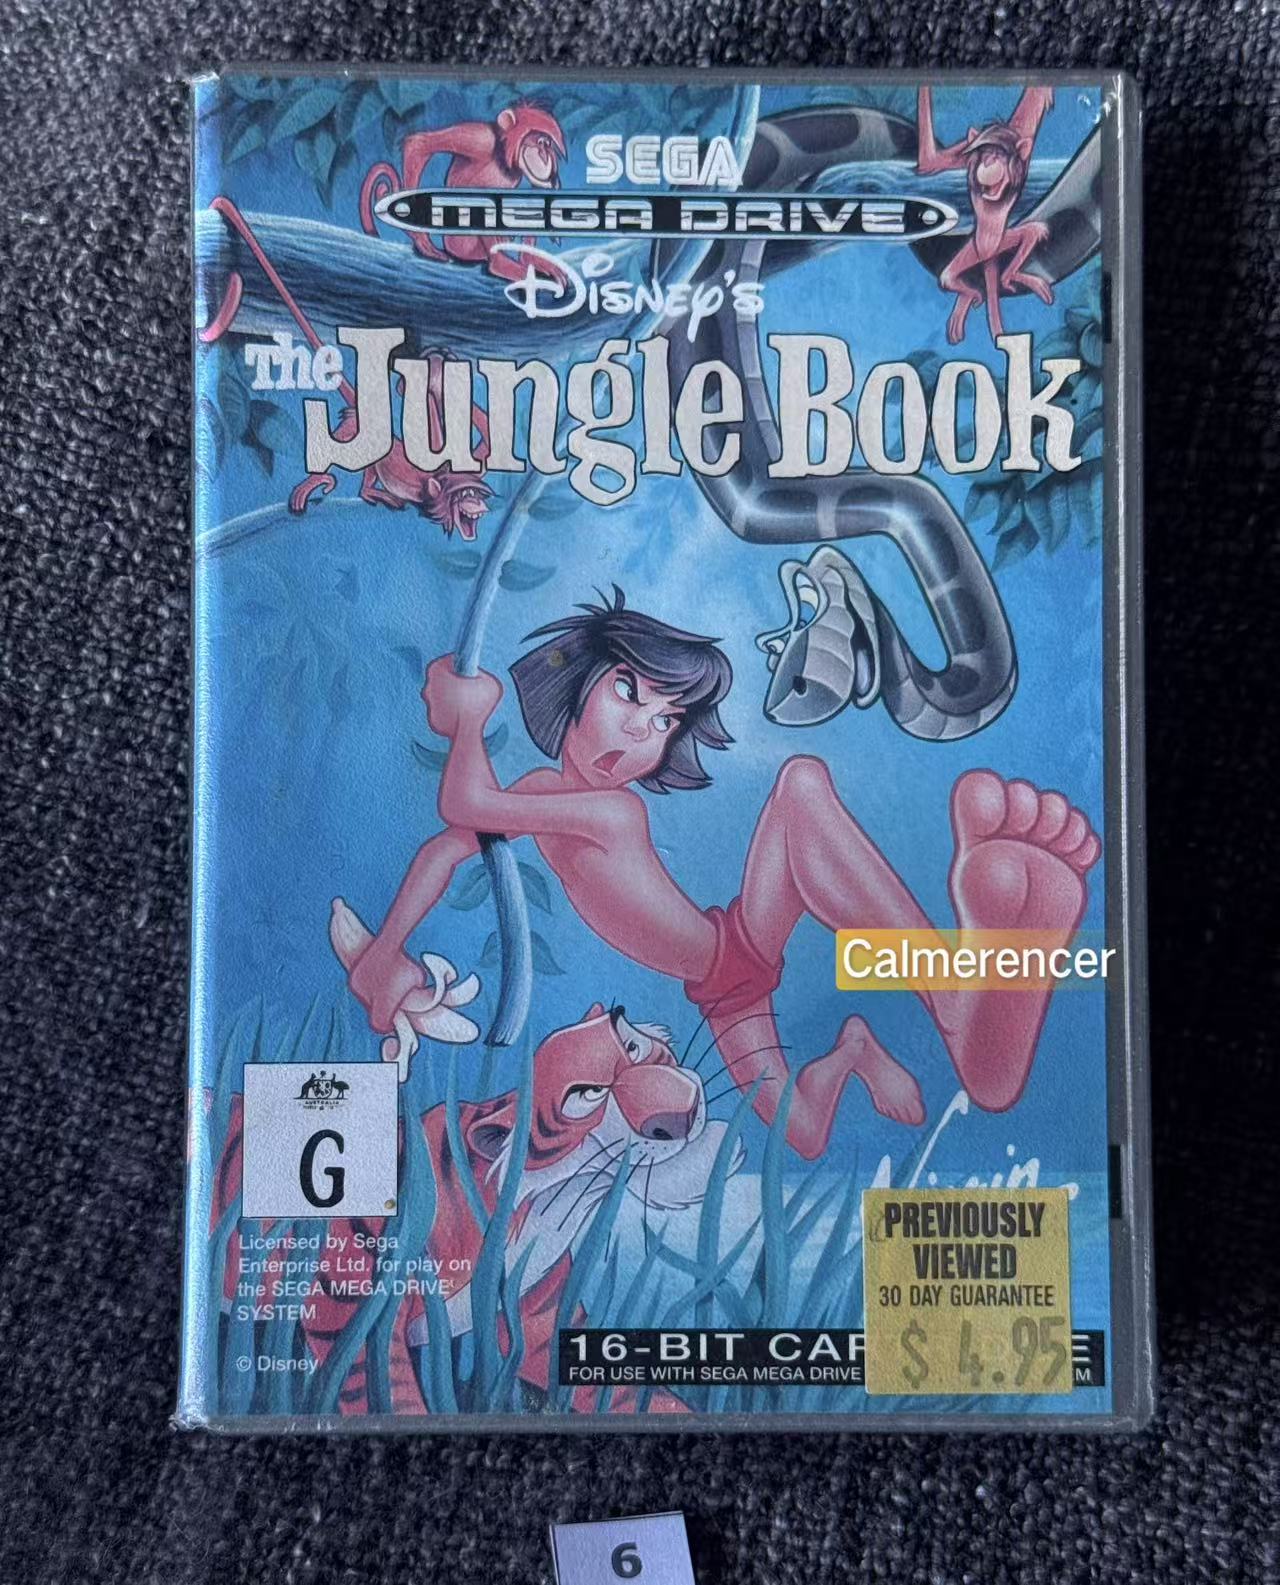 SEGA
MEGA DRIVE
DISNEY'S
The Jungle Book
Calmerencer
AUSTRALIA
G
Licensed by Sega
Enterprise Ltd. for play on
the SEGA MEGA DRIVE
SYSTEM
© Disney
PREVIOUSLY
VIEWED
30 DAY GUARANTEE
$ 4.95
16-BIT
FOR USE WITH SEGA MEGA DRIVE
6